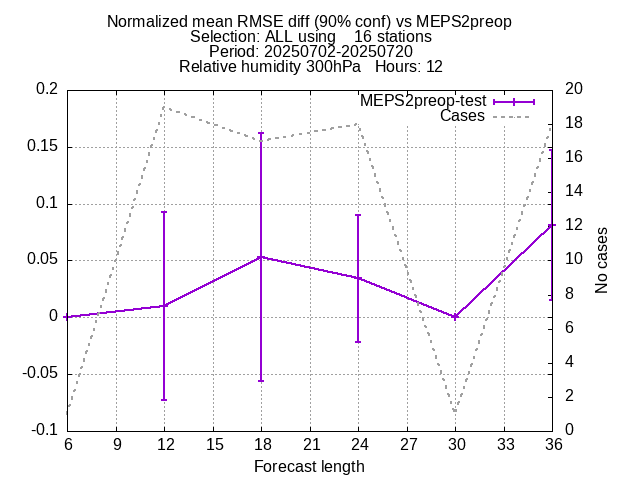 Normalized mean RMSE diff (90% conf) vs MEPS2preop
Selection: ALL using    16 stations
Period: 20250702-20250720
Relative humidity 300hPa   Hours: 12
MEPS2preop-test
Cases
0.2
0.15
0.1
0.05
0
-0.05
-0.1
20
18
16
14
12
10
8
6
4
2
0
No cases
6 9 12 15 18 21 24 27 30 33 36
Forecast length